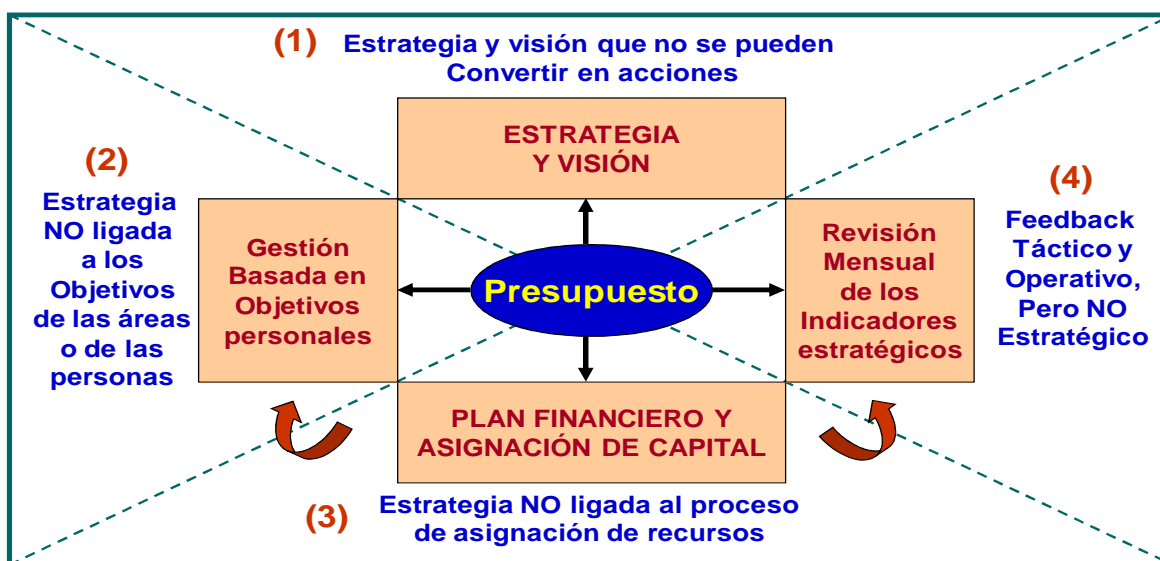 (1)
Estrategia y visión que no se pueden
Convertir en acciones
ESTRATEGIA
Y VISIÓN
(2)
Estrategia
NO ligada
a los
Objetivos
de las áreas
o de las
personas
Gestión
Basada en
Objetivos
personales
Presupuesto
Revisión
Mensual
de los
Indicadores
estratégicos
(4)
Feedback
Táctico y
Operativo,
Pero NO
Estratégico
PLAN FINANCIERO Y
ASIGNACIÓN DE CAPITAL
(3)
Estrategia NO ligada al proceso
de asignación de recursos